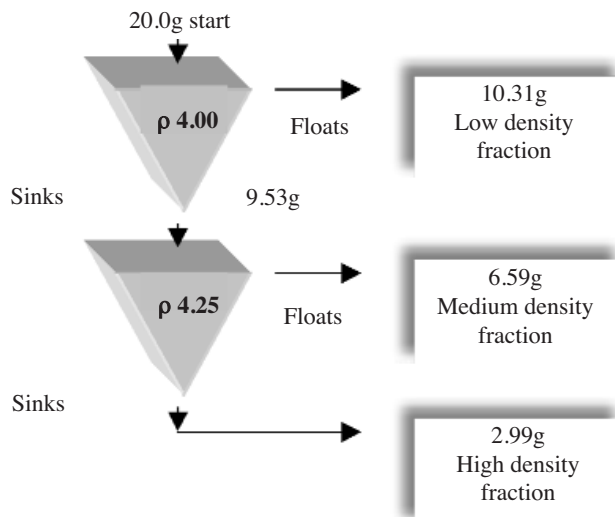 20.0g start
ρ 4.00
Floats
10.31g
Low density
fraction
Sinks
9.53g
ρ 4.25
Floats
6.59g
Medium density
fraction
Sinks
2.99g
High density
fraction